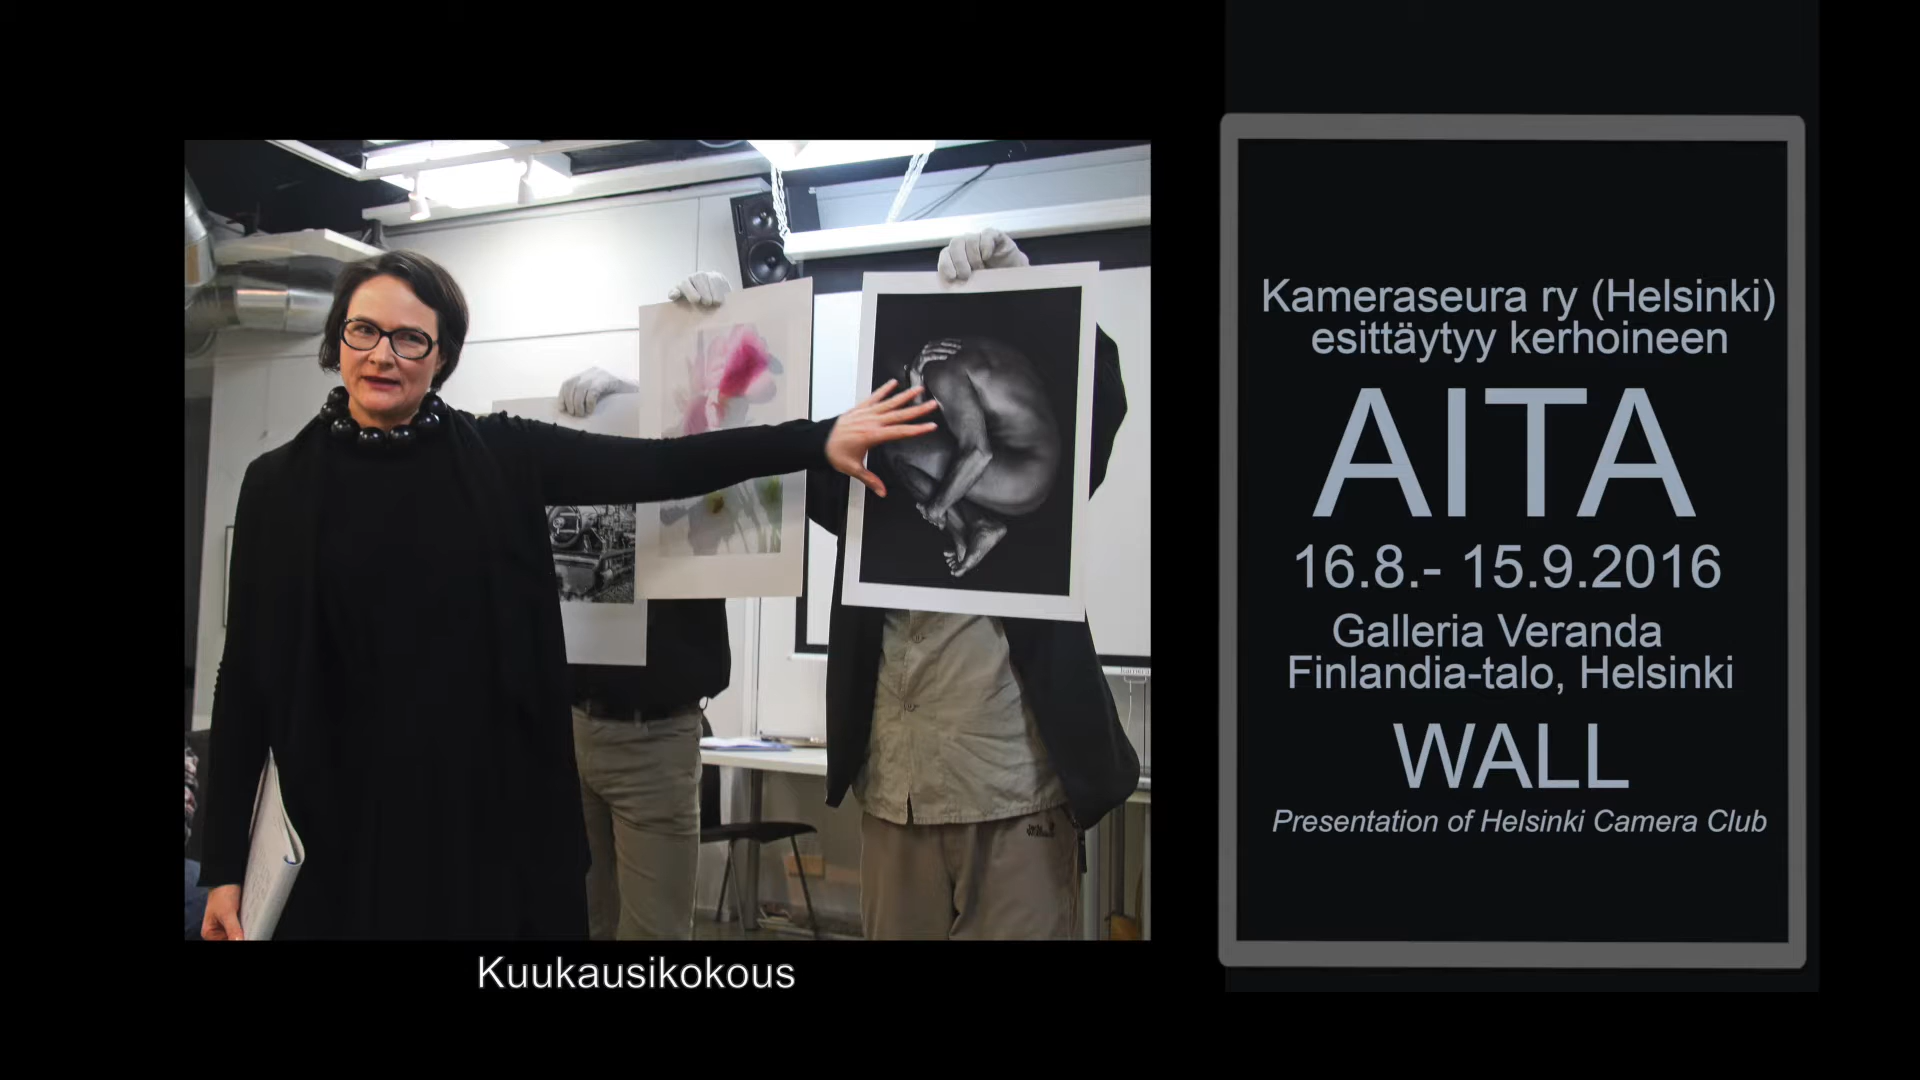 Kuukausikokous
Kameraseura ry (Helsinki)
esittäytyy kerhoineen
AITA
16.8.- 15.9.2016
Galleria Veranda
Finlandia-talo, Helsinki
WALL
Presentation of Helsinki Camera Club